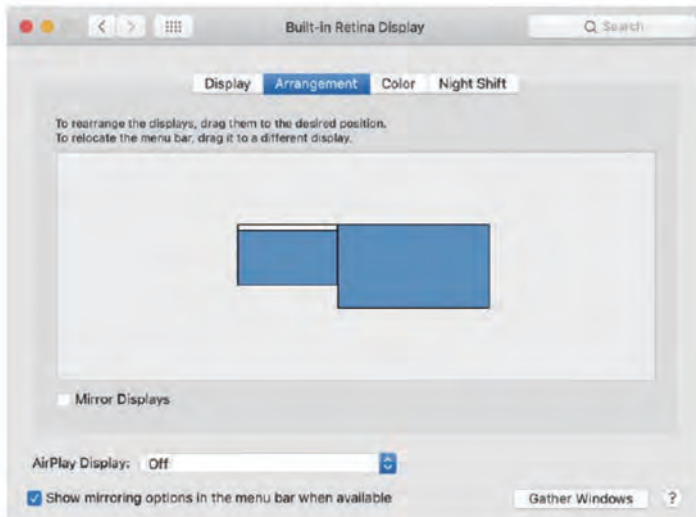 Built-in Retina Display
Search
Display Arrangement Color Night Shift
To rearrange the displays, drag them to the desired position.
To relocate the menu bar, drag it to a different display.
Mirror Displays
AirPlay Display: Off
Show mirroring options in the menu bar when available
Gather Windows ?